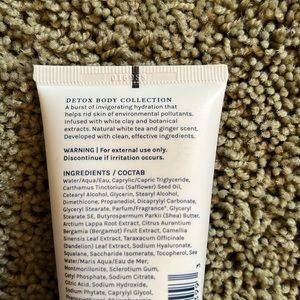 DETOX BODY COLLECTION
A burst of invigorating hydration that
helps rid skin of environmental pollutants.
Infused with white clay and botanical
extracts. Natural white tea and ginger scent.
Developed with clean, effective ingredients.
WARNING | For external use only.
Discontinue if irritation occurs.
INGREDIENTS / COCTAB
Water/Aqua/Eau, Caprylic/Capric Triglyceride,
Carthamus Tinctorius (Safflower) Seed Oil,
Cetearyl Alcohol, Glycerin, Stearyl Alcohol,
Dimethicone, Propanediol, Dicaprylyl Carbonate,
Glyceryl Stearate, Parfum/Fragrance*, Glyceryl
Stearate SE, Butyrospermum Parkii (Shea) Butter,
Arctium Lappa Root Extract, Citrus Aurantium
Bergamia (Bergamot) Fruit Extract, Camellia
Sinensis Leaf Extract, Taraxacum Officinale
(Dandelion) Leaf Extract, Sodium Hyaluronate,
Squalane, Saccharide Isomerate, Tocopherol, Sea
Water/Maris Aqua/Eau de Mer,
Montmorillonite, Sclerotium Gum,
Cetyl Phosphate, Sodium Citrate,
Citric Acid, Sodium Hydroxide,
Sodium Phytate, Caprylyl Glycol,